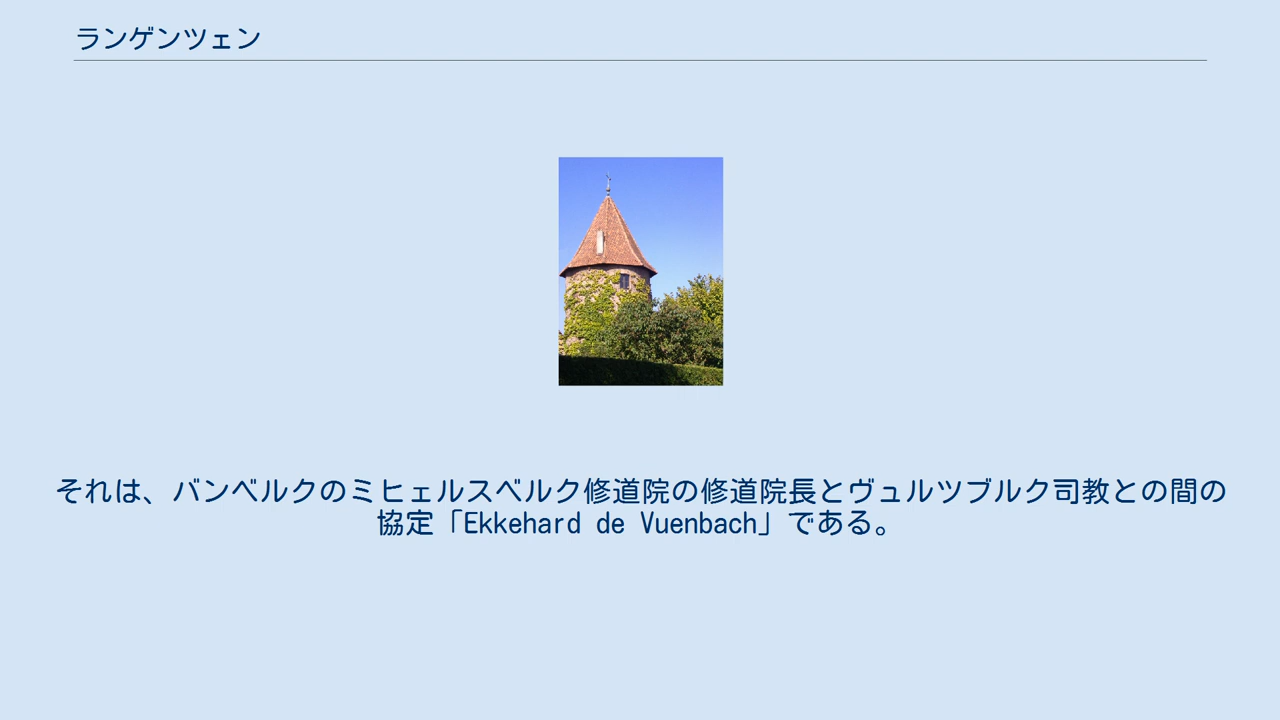 ランゲンツェン
それは、バンベルクのミヒェルスベルク修道院の修道院長とヴュルツブルク司教との間の
協定「Ekkehard de Vuenbach」である。